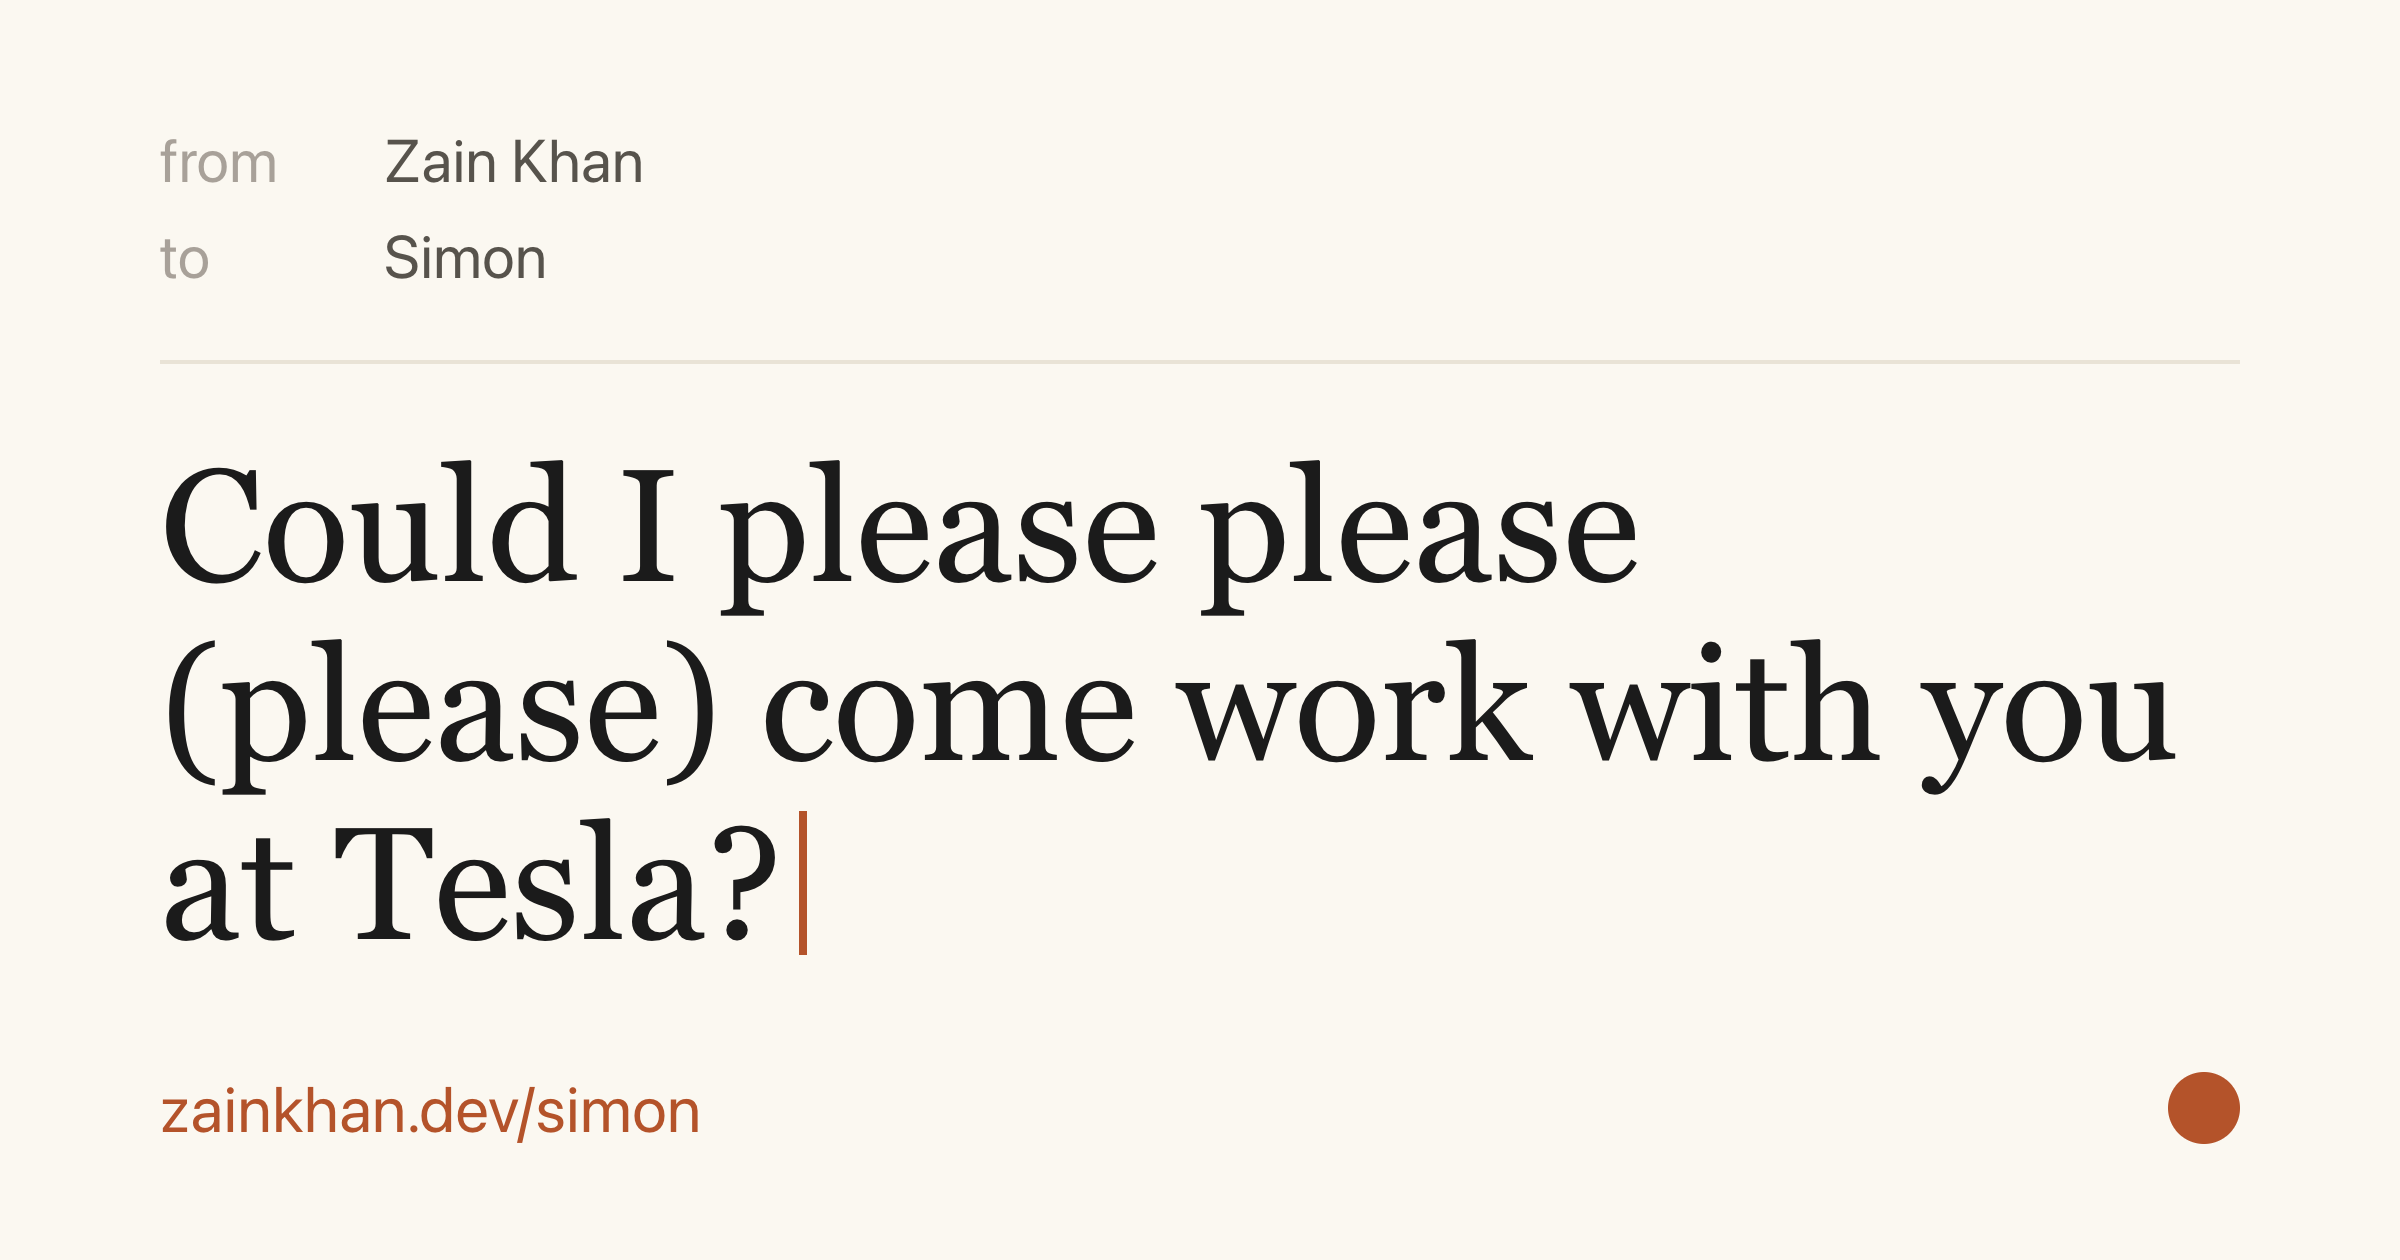 from Zain Khan
to Simon
Could I please please
(please) come work with you
at Tesla?
zainkhan.dev/simon